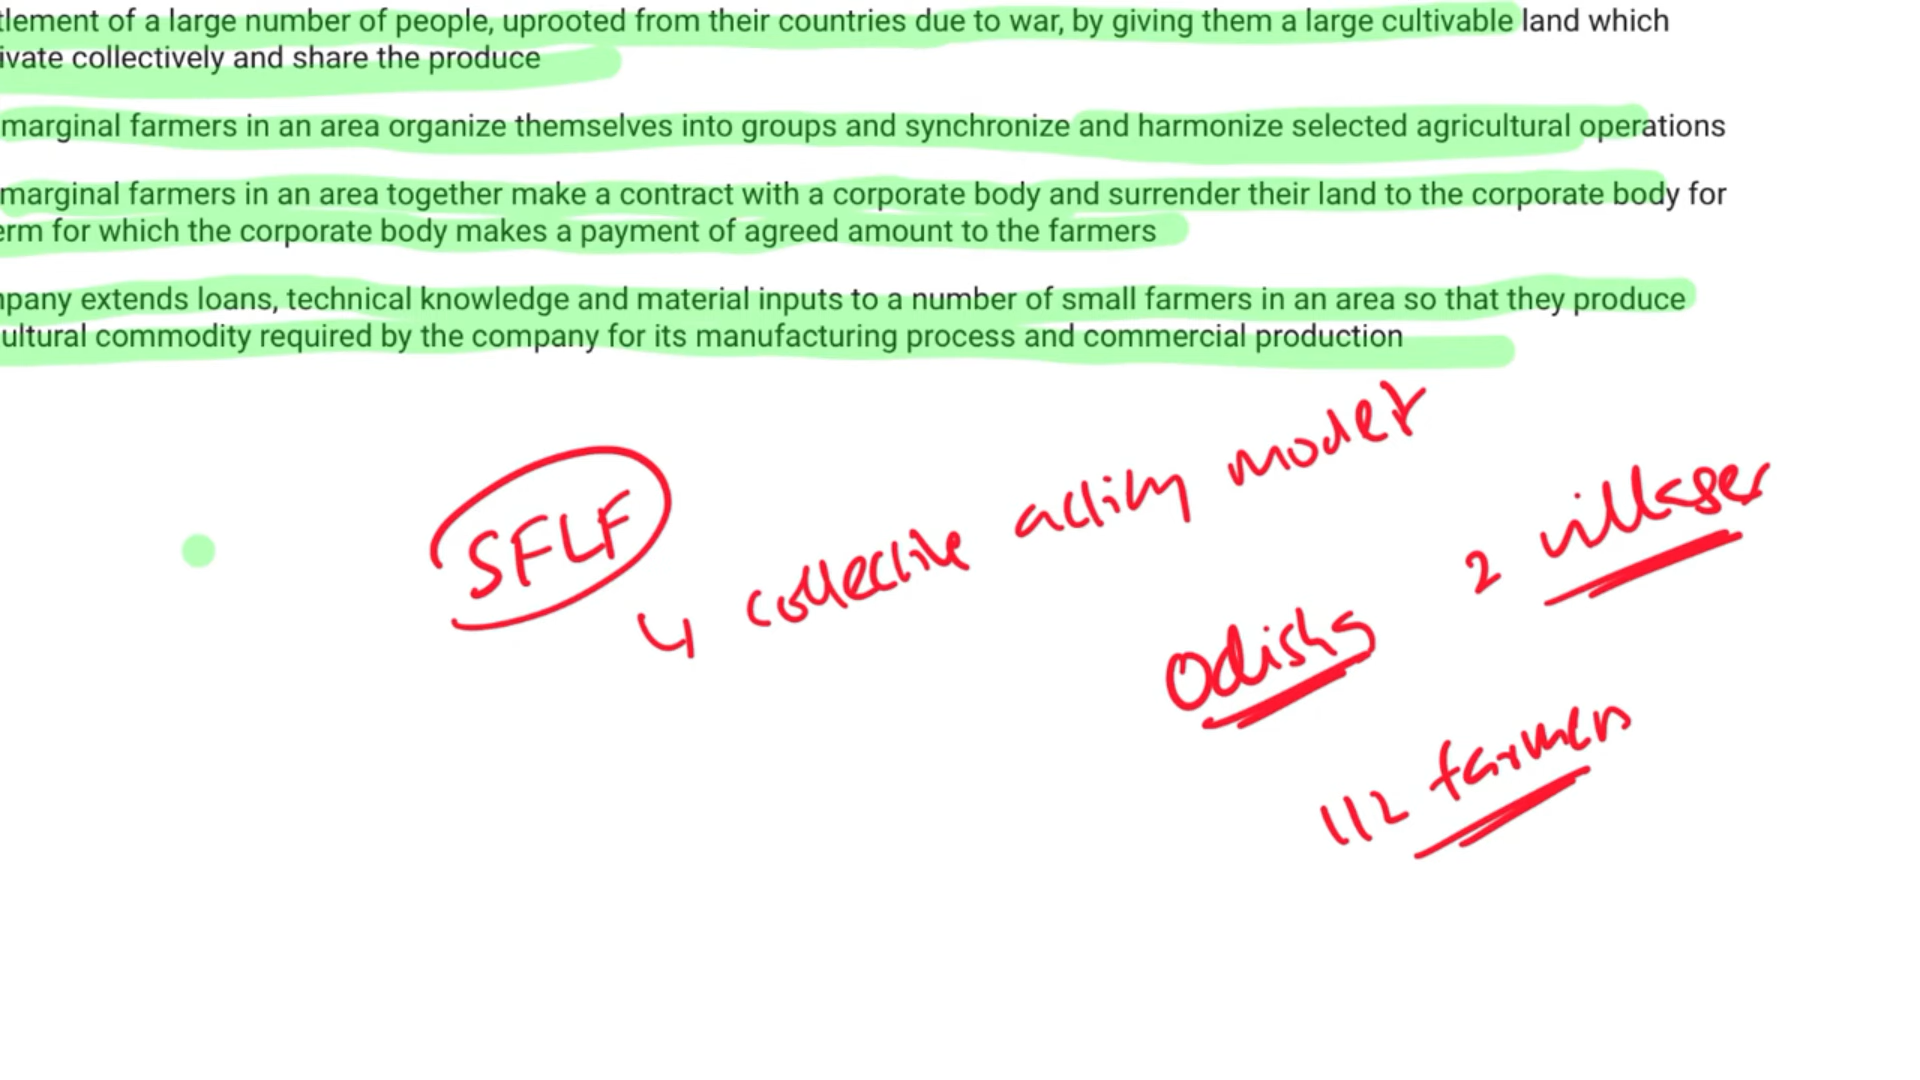 tlement of a large number of people, uprooted from their countries due to war, by giving them a large cultivable land which
ivate collectively and share the produce
marginal farmers in an area organize themselves into groups and synchronize and harmonize selected agricultural operations
marginal farmers in an area together make a contract with a corporate body and surrender their land to the corporate body for
erm for which the corporate body makes a payment of agreed amount to the farmers
mpany extends loans, technical knowledge and material inputs to a number of small farmers in an area so that they produce
ultural commodity required by the company for its manufacturing process and commercial production
SFLF
4 collective activity model
2 villages
Odisha
112 farmers